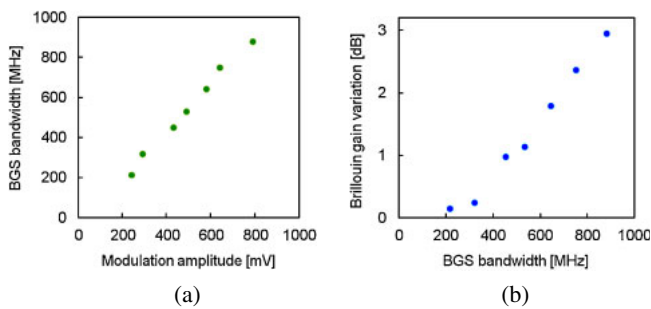 1000
800
600
400
200
0
BGS bandwidth [MHz]
0 200 400 600 800 1000
Modulation amplitude [mV]
(a)
3
2
1
0
Brillouin gain variation [dB]
0 200 400 600 800 1000
BGS bandwidth [MHz]
(b)